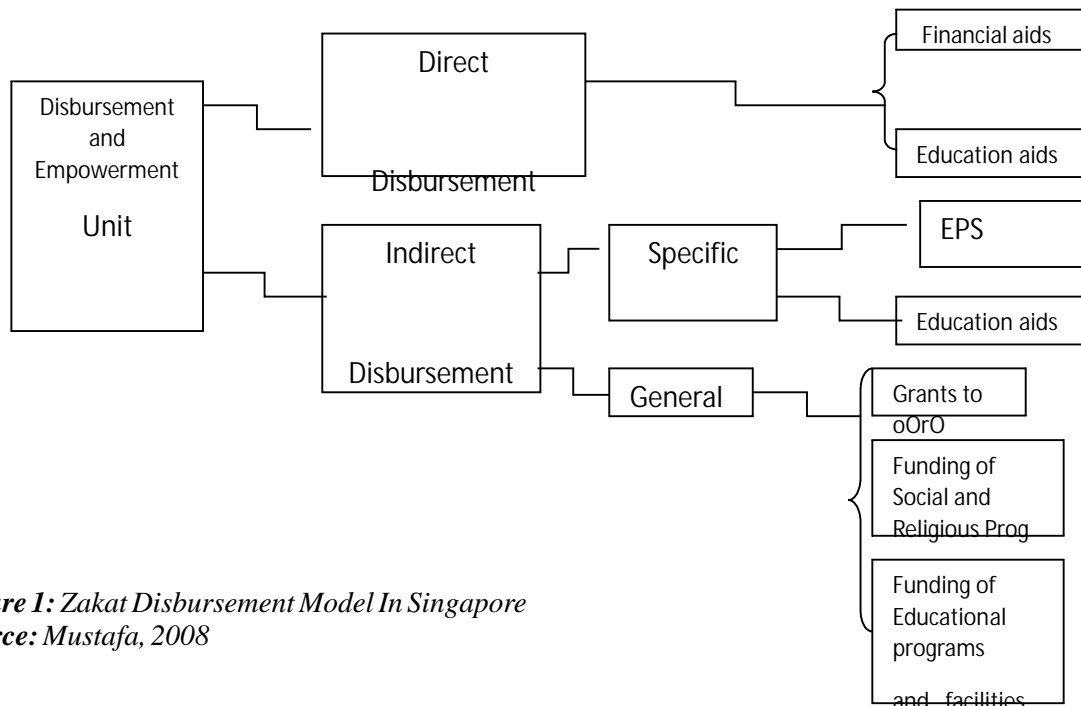 Disbursement
and
Empowerment
Unit
Direct
Disbursement
Financial aids
Education aids
Indirect
Disbursement
Specific
EPS
Education aids
General
Grants to
oOrO
Funding of
Social and
Religious Prog
Funding of
Educational
programs
and facilities
are 1: Zakat Disbursement Model In Singapore
rce: Mustafa, 2008